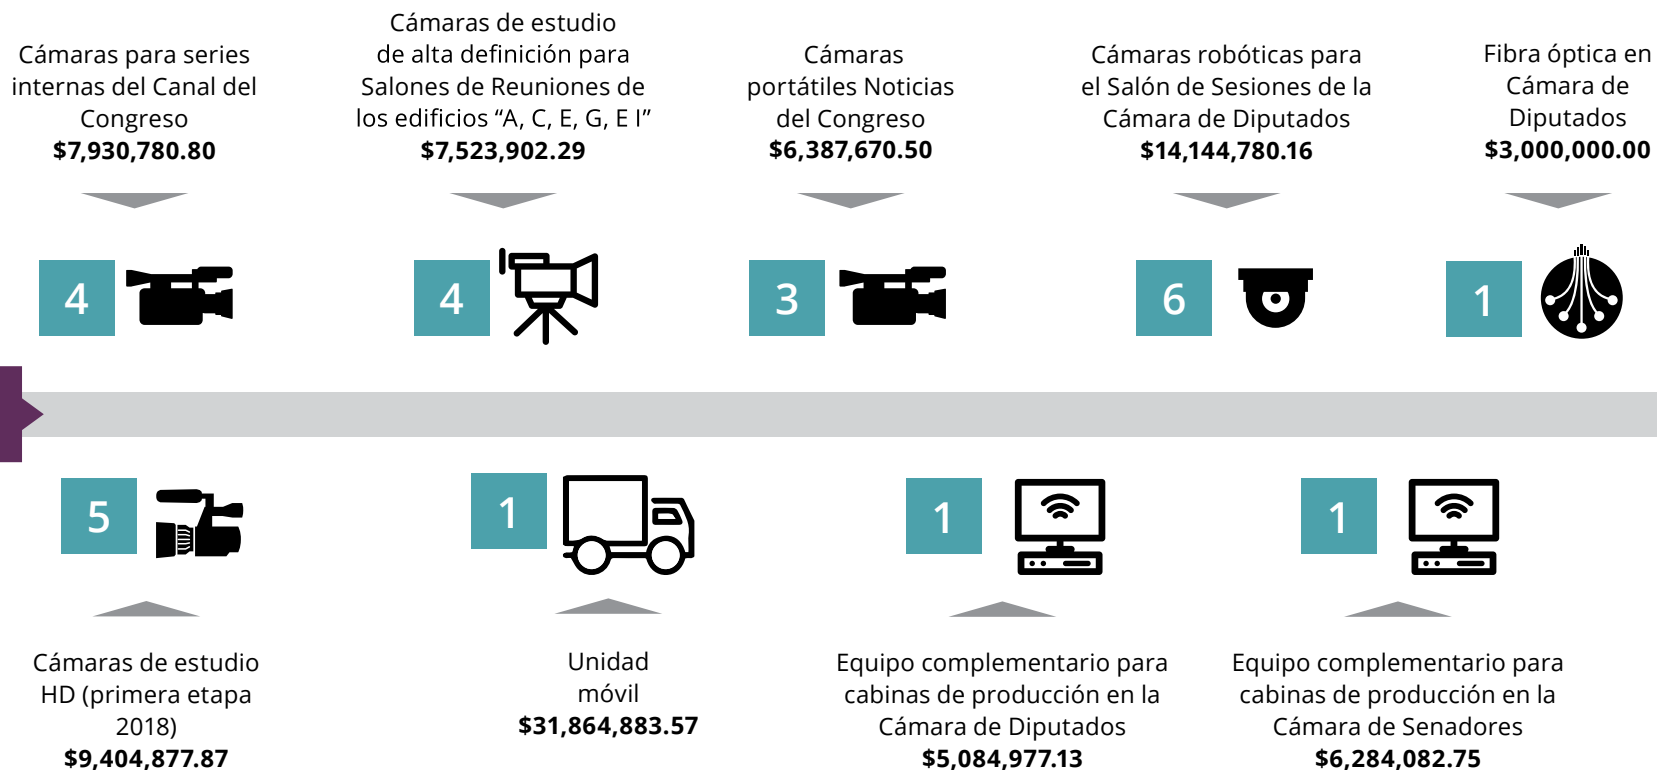 Cámaras para series
internas del Canal del
Congreso
$7,930,780.80
Cámaras de estudio
de alta definición para
Salones de Reuniones de
los edificios “A, C, E, G, E I”
$7,523,902.29
Cámaras
portátiles Noticias
del Congreso
$6,387,670.50
Cámaras robóticas para
el Salón de Sesiones de la
Cámara de Diputados
$14,144,780.16
Fibra óptica en
Cámara de
Diputados
$3,000,000.00
4
4
3
6
1
5
1
1
1
Cámaras de estudio
HD (primera etapa
2018)
$9,404,877.87
Unidad
móvil
$31,864,883.57
Equipo complementario para
cabinas de producción en la
Cámara de Diputados
$5,084,977.13
Equipo complementario para
cabinas de producción en la
Cámara de Senadores
$6,284,082.75